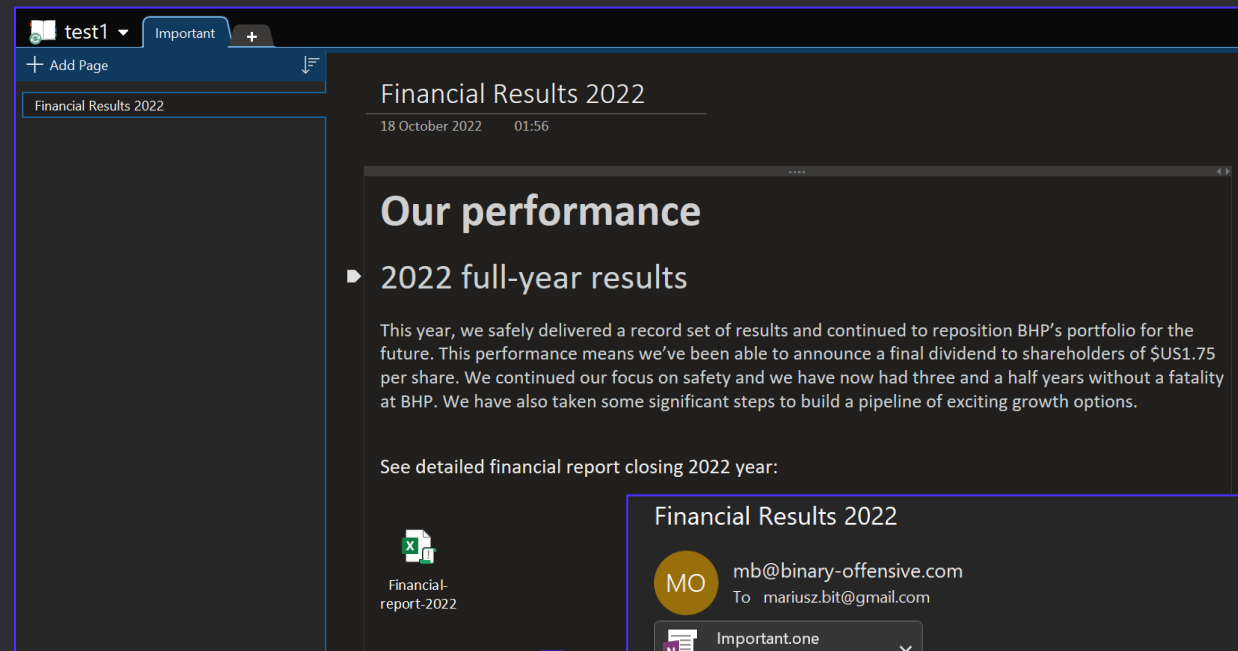 test1
Important
+
Add Page
Financial Results 2022
Financial Results 2022
18 October 2022 01:56
Our performance
2022 full-year results
This year, we safely delivered a record set of results and continued to reposition BHP’s portfolio for the
future. This performance means we’ve been able to announce a final dividend to shareholders of $US1.75
per share. We continued our focus on safety and we have now had three and a half years without a fatality
at BHP. We have also taken some significant steps to build a pipeline of exciting growth options.
See detailed financial report closing 2022 year:
Financial-
report-2022
Financial Results 2022
MO
mb@binary-offensive.com
To mariusz.bit@gmail.com
Important.one